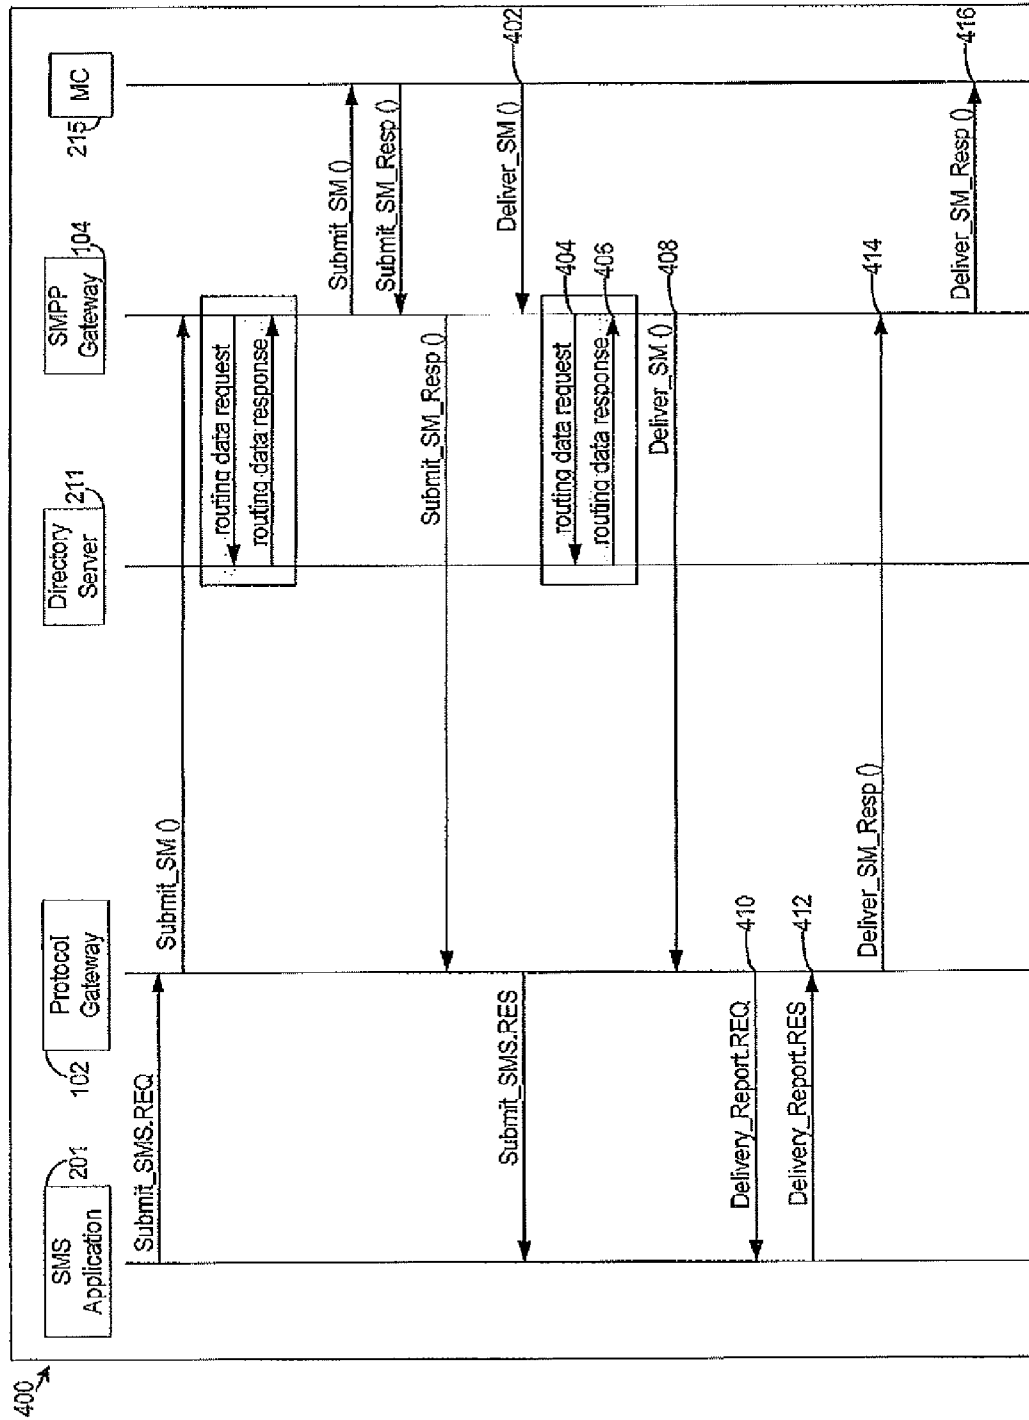 400
SMS
Application
201
Protocol
Gateway
102
Directory
Server
211
SMPP
Gateway
104
MC
215
Submit_SMS.REQ
Submit_SM ()
routing data request
routing data response
Submit_SM ()
Submit_SM_Resp ()
Submit_SM_Resp ()
Submit_SMS.RES
Deliver_SM ()
402
routing data request
404
routing data response
406
Deliver_SM ()
408
Delivery_Report.REQ
410
Delivery_Report.RES
412
Deliver_SM_Resp ()
414
Deliver_SM_Resp ()
416